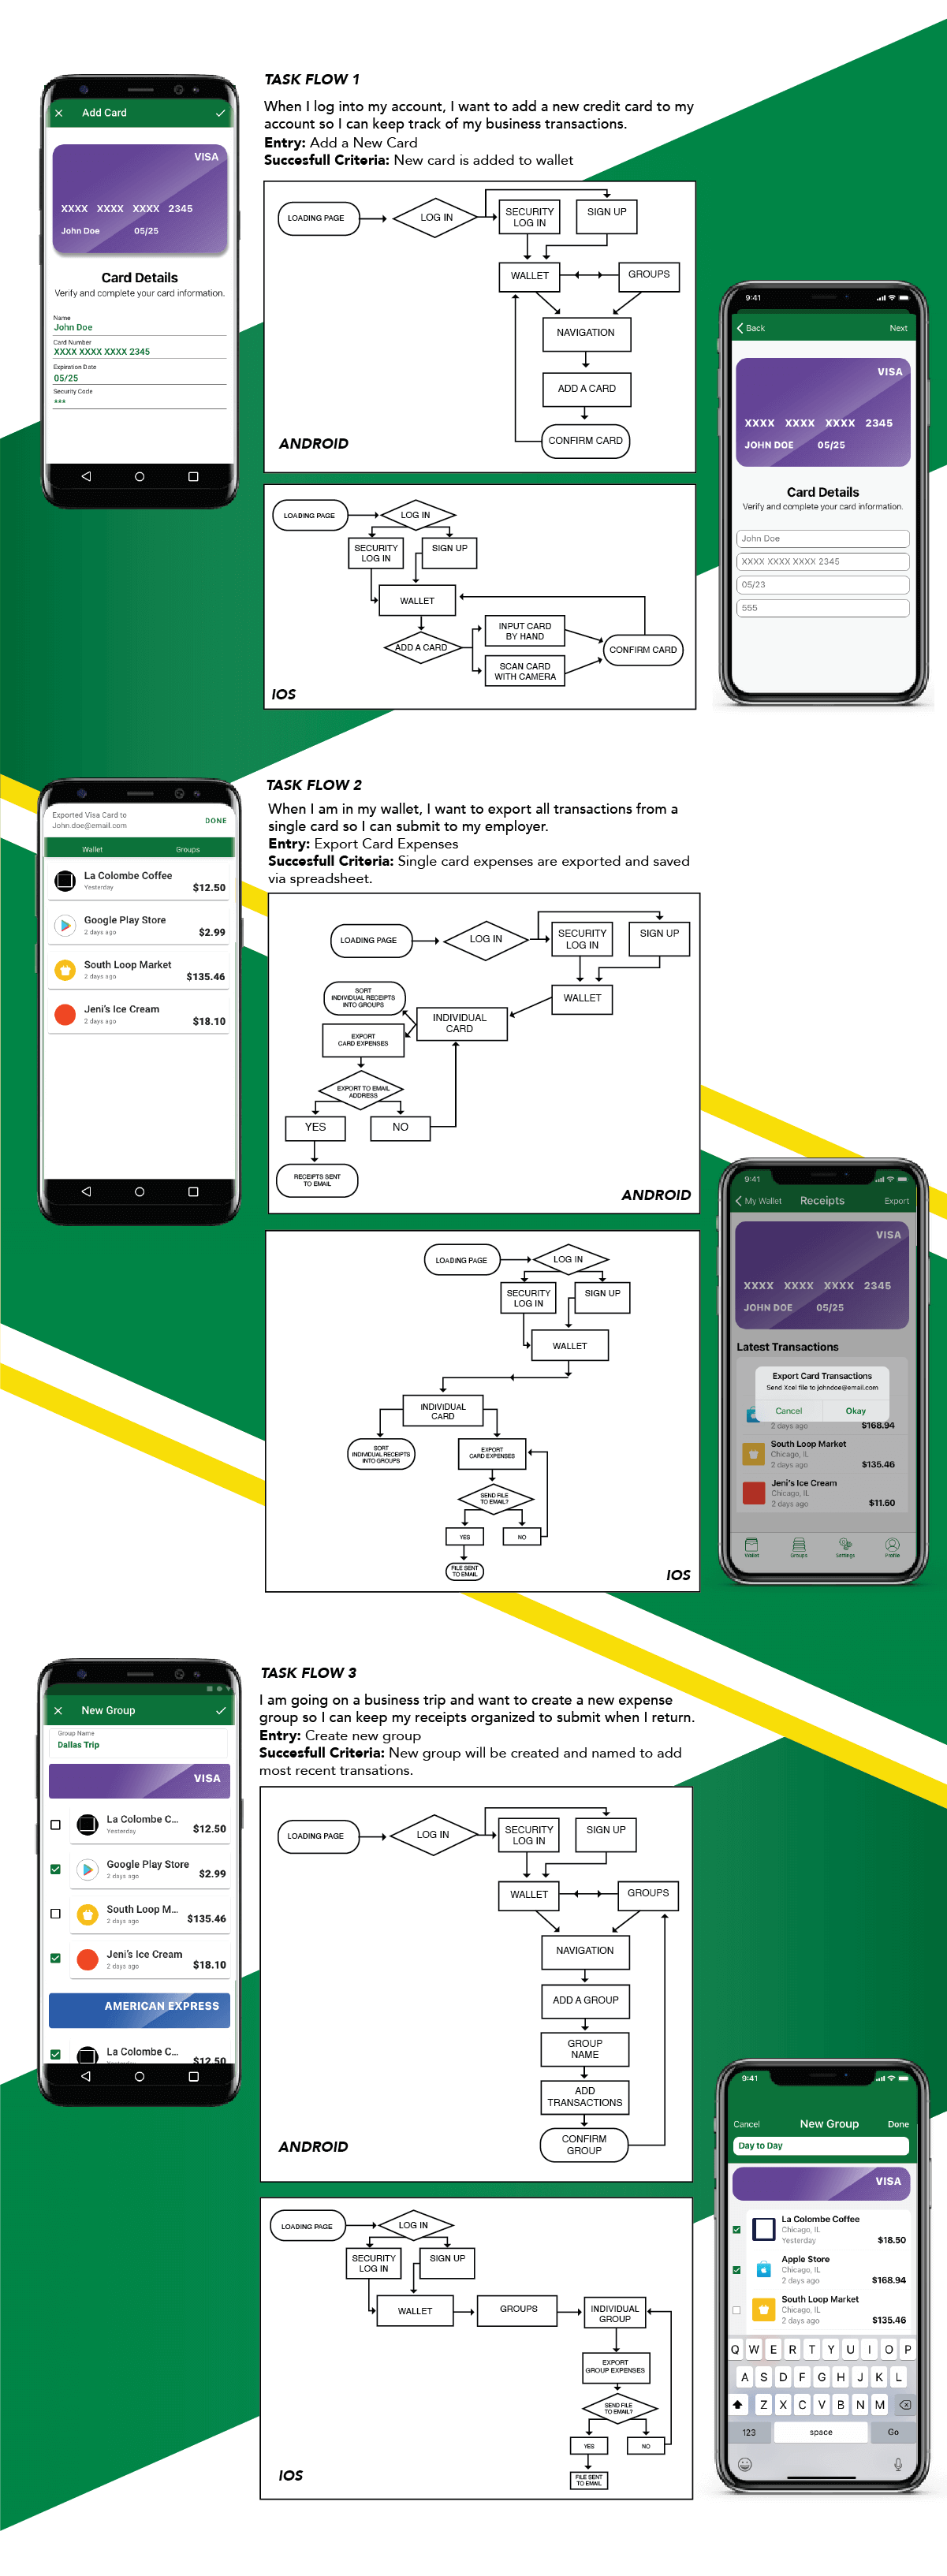 TASK FLOW 1
When I log into my account, I want to add a new credit card to my
account so I can keep track of my business transactions.
Entry: Add a New Card
Succesfull Criteria: New card is added to wallet
Add Card
VISA
XXXX XXXX XXXX 2345
John Doe 05/25
Card Details
Verify and complete your card information.
Name
John Doe
Card Number
XXXX XXXX XXXX 2345
Expiration Date
05/25
Security Code
***
LOADING PAGE
LOG IN
SECURITY
LOG IN
SIGN UP
WALLET
GROUPS
NAVIGATION
ADD A CARD
CONFIRM CARD
ANDROID
9:41
Back Next
VISA
XXXX XXXX XXXX 2345
JOHN DOE 05/25
Card Details
Verify and complete your card information.
John Doe
XXXX XXXX XXXX 2345
05/23
555
LOADING PAGE
LOG IN
SECURITY
LOG IN
SIGN UP
WALLET
ADD A CARD
INPUT CARD
BY HAND
SCAN CARD
WITH CAMERA
CONFIRM CARD
IOS
TASK FLOW 2
When I am in my wallet, I want to export all transactions from a
single card so I can submit to my employer.
Entry: Export Card Expenses
Succesfull Criteria: Single card expenses are exported and saved
via spreadsheet.
Exported Visa Card to
John.doe@email.com
DONE
Wallet Groups
La Colombe Coffee
Yesterday
$12.50
Google Play Store
2 days ago
$2.99
South Loop Market
2 days ago
$135.46
Jeni's Ice Cream
2 days ago
$18.10
LOADING PAGE
LOG IN
SECURITY
LOG IN
SIGN UP
WALLET
INDIVIDUAL
CARD
SORT
INDIVIDUAL RECEIPTS
INTO GROUPS
EXPORT
CARD EXPENSES
EXPORT TO EMAIL
ADDRESS
YES
NO
RECEIPTS SENT
TO EMAIL
ANDROID
9:41
My Wallet Receipts Export
VISA
XXXX XXXX XXXX 2345
JOHN DOE 05/25
Latest Transactions
Export Card Transactions
Send Xcel file to johndoe@email.com
Cancel Okay
2 days ago
$168.94
South Loop Market
Chicago, IL
2 days ago
$135.46
Jeni's Ice Cream
Chicago, IL
2 days ago
$11.60
Wallet Groups Settings Profile
LOADING PAGE
LOG IN
SECURITY
LOG IN
SIGN UP
WALLET
INDIVIDUAL
CARD
SORT
INDIVIDUAL RECEIPTS
INTO GROUPS
EXPORT
CARD EXPENSES
SEND FILE
TO EMAIL?
YES
NO
FILE SENT
TO EMAIL
IOS
TASK FLOW 3
I am going on a business trip and want to create a new expense
group so I can keep my receipts organized to submit when I return.
Entry: Create new group
Succesfull Criteria: New group will be created and named to add
most recent transations.
New Group
Group Name
Dallas Trip
VISA
La Colombe C...
Yesterday
$12.50
Google Play Store
2 days ago
$2.99
South Loop M...
2 days ago
$135.46
Jeni's Ice Cream
2 days ago
$18.10
AMERICAN EXPRESS
La Colombe C...
Yesterday
$12.50
LOADING PAGE
LOG IN
SECURITY
LOG IN
SIGN UP
WALLET
GROUPS
NAVIGATION
ADD A GROUP
GROUP
NAME
ADD
TRANSACTIONS
CONFIRM
GROUP
ANDROID
9:41
Cancel New Group Done
Day to Day
VISA
La Colombe Coffee
Chicago, IL
Yesterday
$18.50
Apple Store
Chicago, IL
2 days ago
$168.94
South Loop Market
Chicago, IL
2 days ago
$135.46
Q W E R T Y U I O P
A S D F G H J K L
Z X C V B N M
123 space Go
LOADING PAGE
LOG IN
SECURITY
LOG IN
SIGN UP
WALLET
GROUPS
INDIVIDUAL
GROUP
EXPORT
GROUP EXPENSES
SEND FILE
TO EMAIL?
YES
NO
FILE SENT
TO EMAIL
IOS